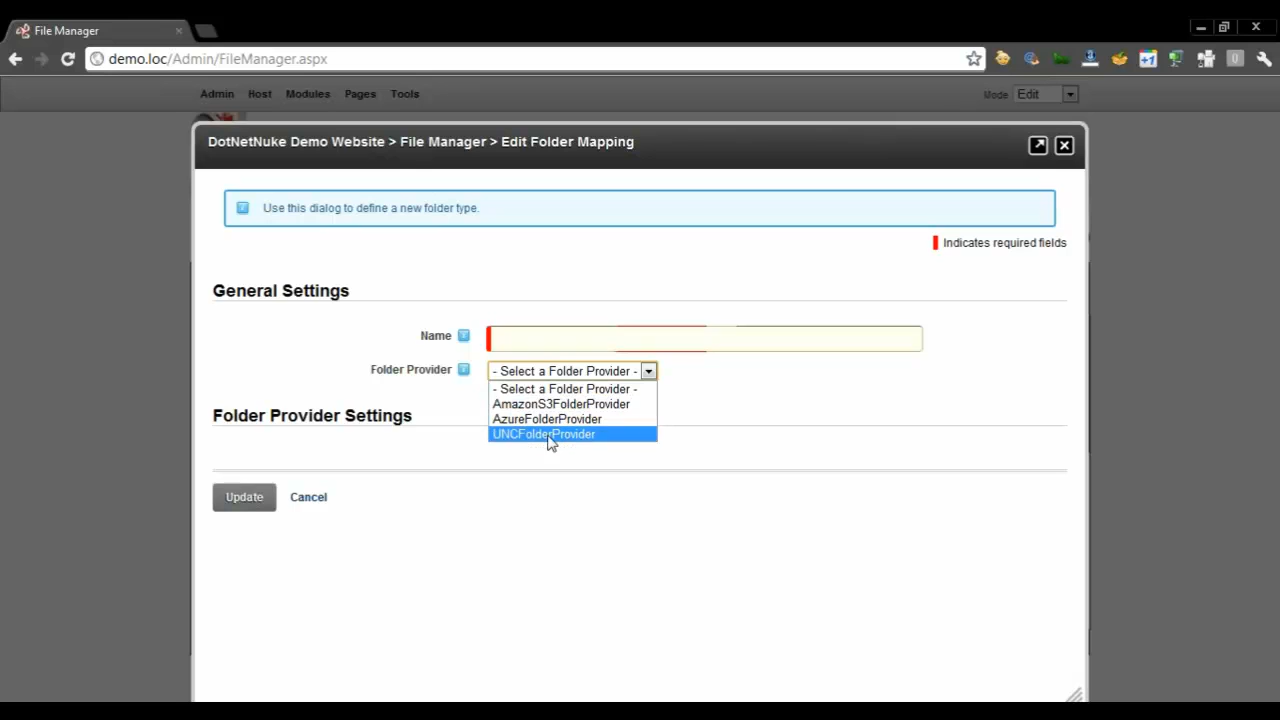 File Manager
demo.loc/Admin/FileManager.aspx
Admin Host Modules Pages Tools
Mode Edit
DotNetNuke Demo Website > File Manager > Edit Folder Mapping
Use this dialog to define a new folder type.
Indicates required fields
General Settings
Name
Folder Provider
- Select a Folder Provider -
- Select a Folder Provider -
AmazonS3FolderProvider
AzureFolderProvider
UNCFolderProvider
Folder Provider Settings
Update Cancel